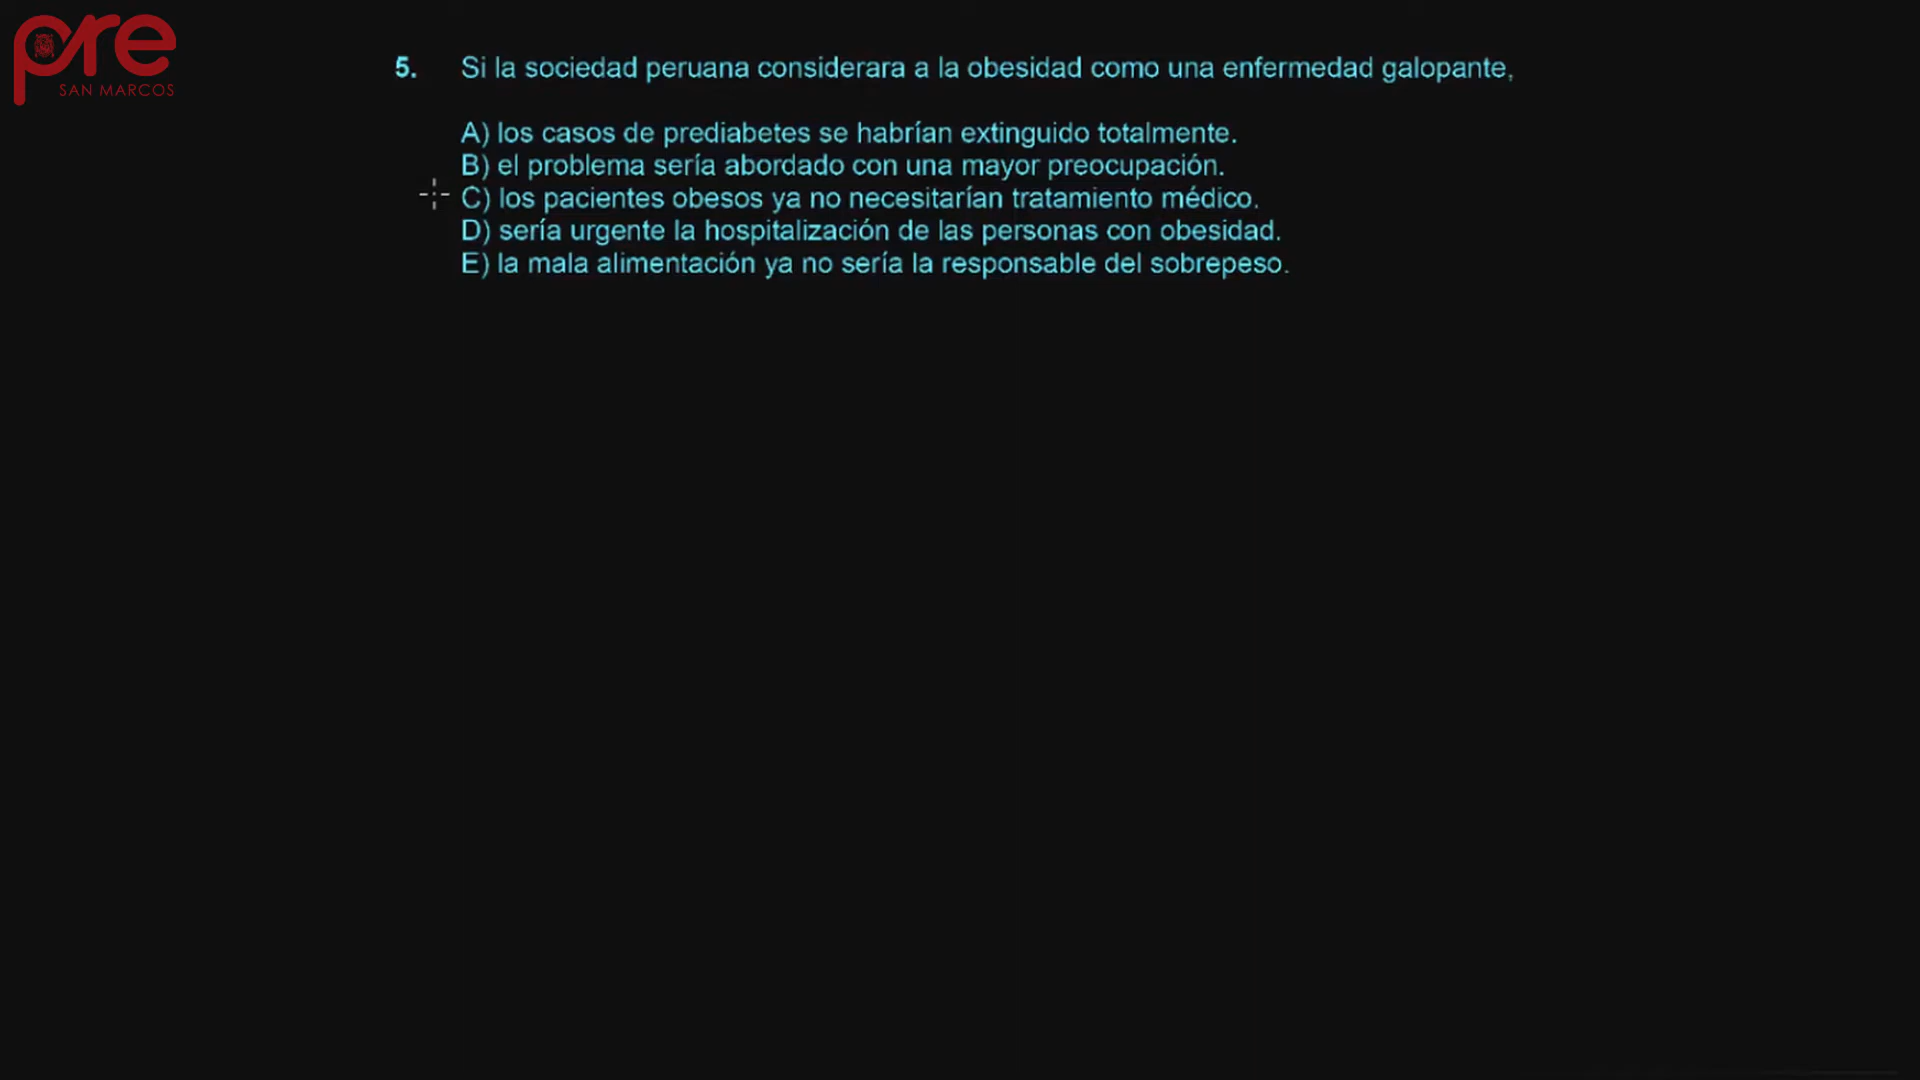 pre
SAN MARCOS
5. Si la sociedad peruana considerara a la obesidad como una enfermedad galopante,
A) los casos de prediabetes se habrían extinguido totalmente.
B) el problema sería abordado con una mayor preocupación.
C) los pacientes obesos ya no necesitarían tratamiento médico.
D) sería urgente la hospitalización de las personas con obesidad.
E) la mala alimentación ya no sería la responsable del sobrepeso.